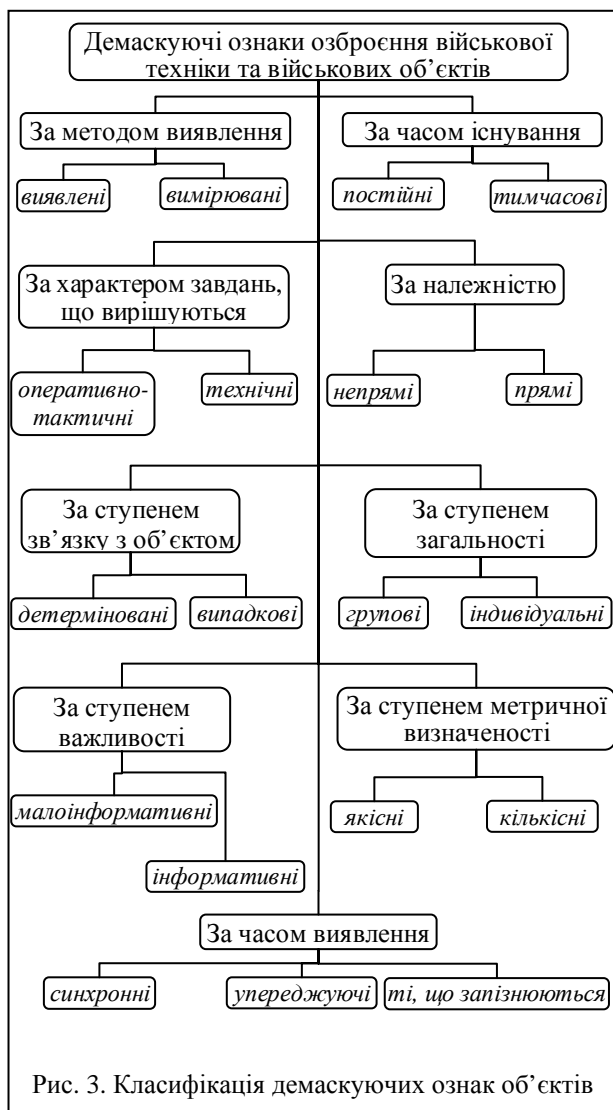 Демаскуючі ознаки озброєння військової
техніки та військових об’єктів
За методом виявлення
За часом існування
виявлені
вимірювані
постійні
тимчасові
За характером завдань,
що вирішуються
За належністю
оперативно-
тактичні
технічні
непрямі
прямі
За ступенем
зв’язку з об’єктом
За ступенем
загальності
детерміновані
випадкові
групові
індивідуальні
За ступенем
важливості
За ступенем метричної
визначеності
малоінформативні
інформативні
якісні
кількісні
За часом виявлення
синхронні
упереджуючі
ті, що запізнюються
Рис. 3. Класифікація демаскуючих ознак об’єктів